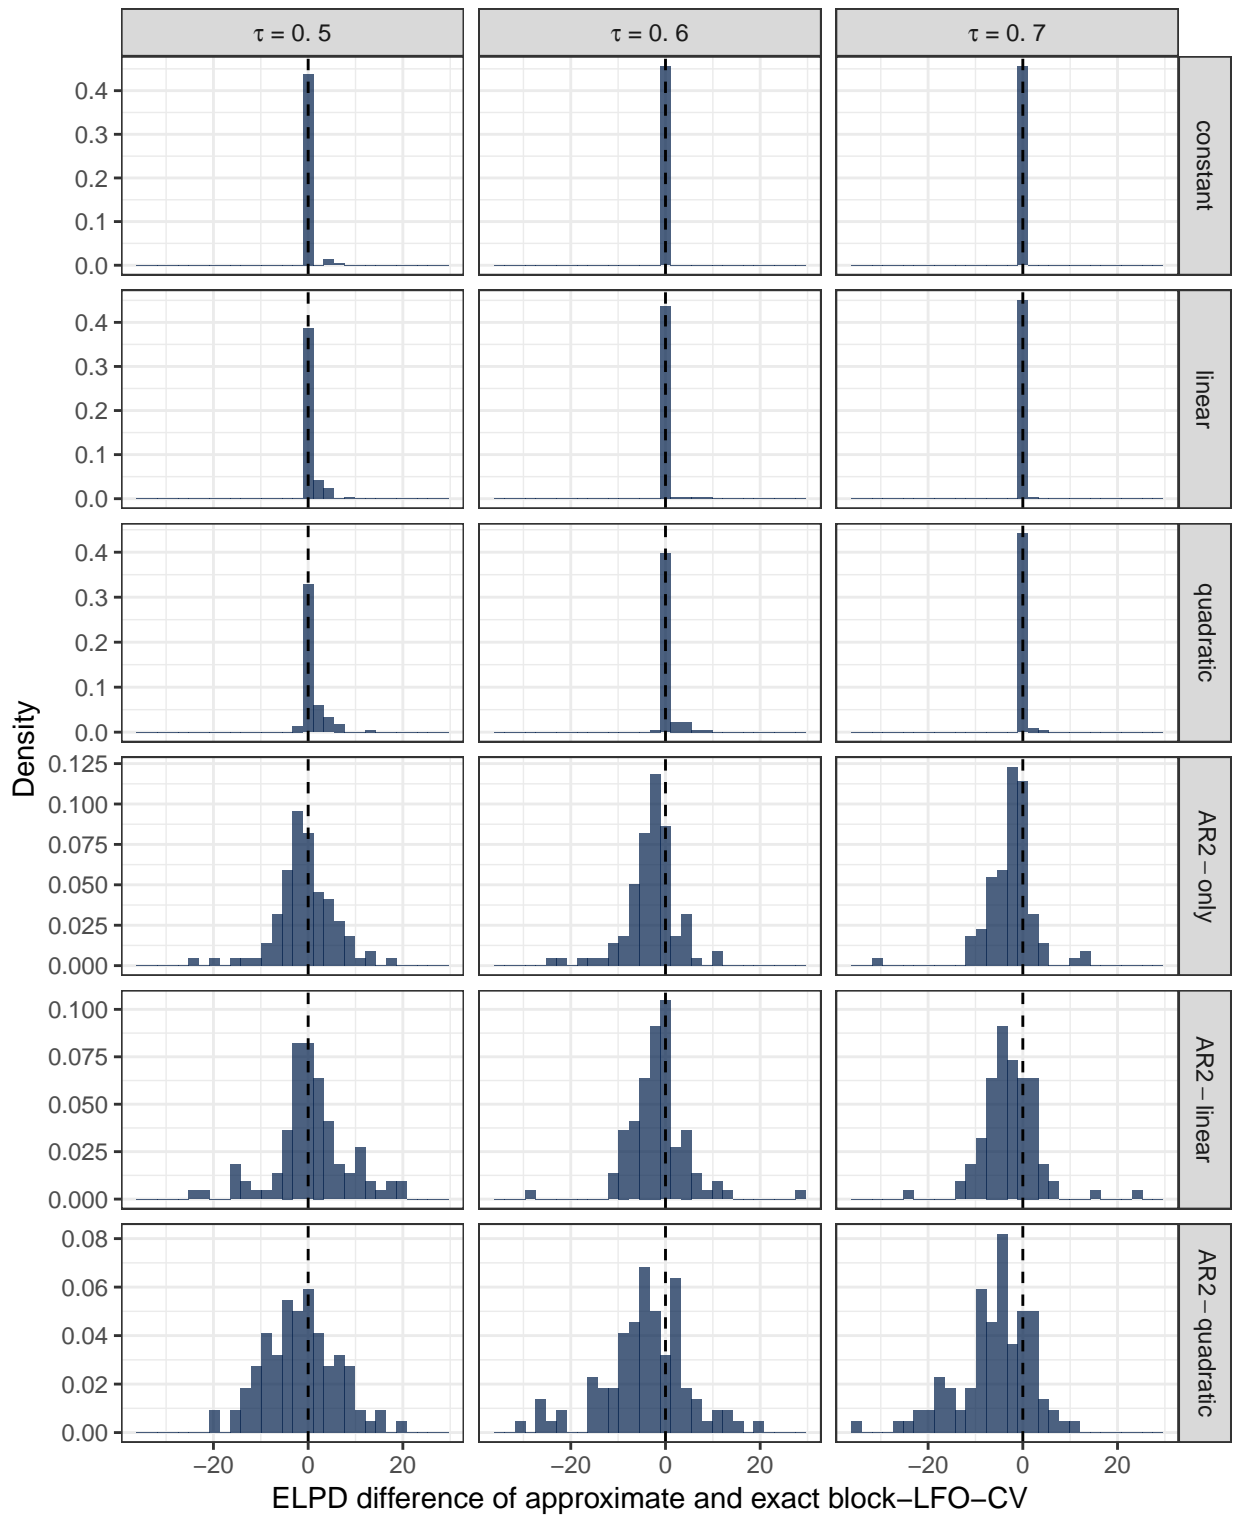 τ = 0. 5
τ = 0. 6
τ = 0. 7
0.4
0.3
0.2
0.1
0.0
constant
0.4
0.3
0.2
0.1
0.0
linear
0.4
0.3
0.2
0.1
0.0
quadratic
0.125
0.100
0.075
0.050
0.025
0.000
AR2 − only
0.100
0.075
0.050
0.025
0.000
AR2 − linear
0.08
0.06
0.04
0.02
0.00
AR2 − quadratic
Density
−20 0 20
−20 0 20
−20 0 20
ELPD difference of approximate and exact block−LFO−CV